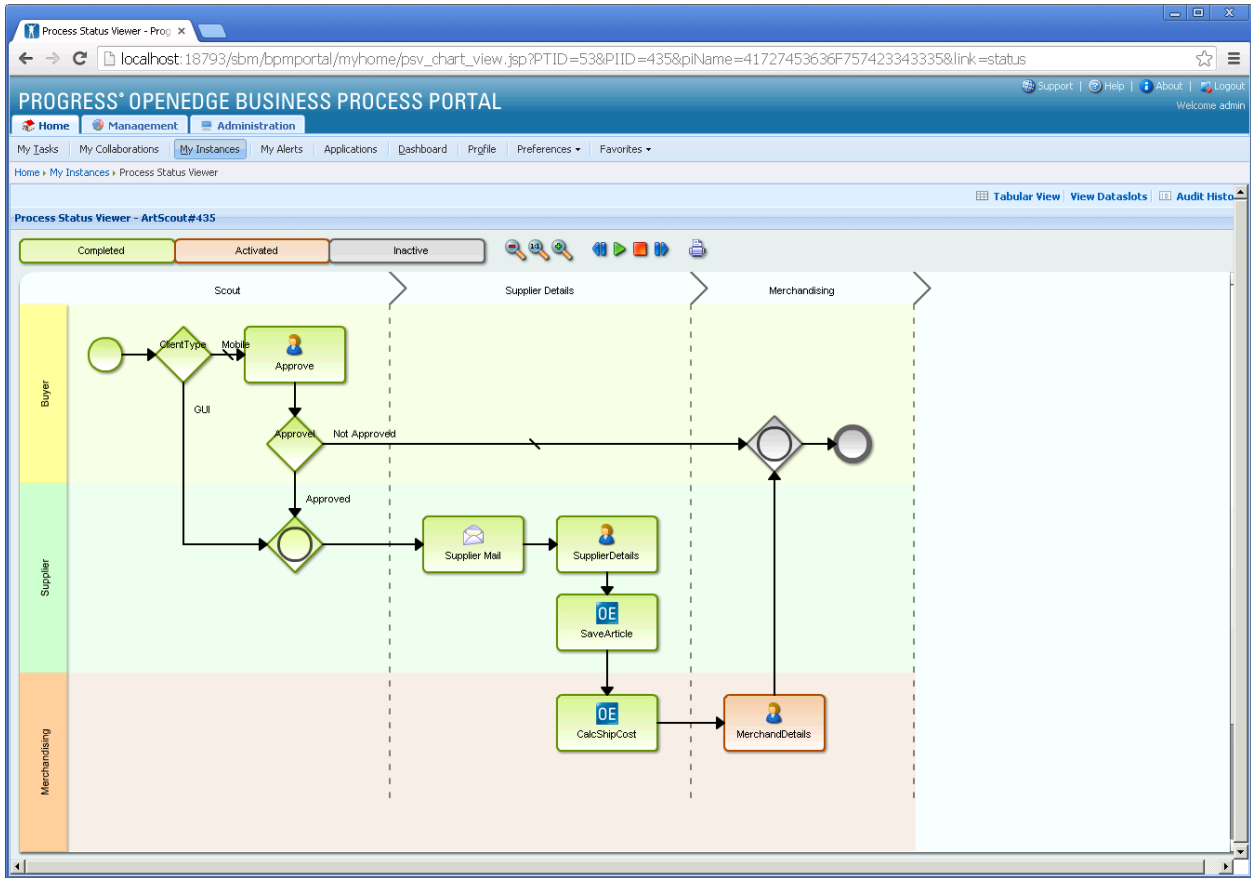 Process Status Viewer - Prog
localhost:18793/sbm/bpmportal/myhome/psv_chart_view.jsp?PTID=53&PIID=435&piName=41727453636F757423343335&link=status
Support | Help | About | Logout
PROGRESS® OPENEDGE BUSINESS PROCESS PORTAL
Welcome admin
Home Management Administration
My Tasks My Collaborations My Instances My Alerts Applications Dashboard Profile Preferences Favorites
Home My Instances Process Status Viewer
Tabular View View Dataslots Audit Histo
Process Status Viewer - ArtScout#435
Completed Activated Inactive
1:1
Scout Supplier Details Merchandising
Buyer
ClientType
Mobile
Approve
GUI
Approvel
Not Approved
Approved
Supplier
Supplier Mail
SupplierDetails
OE
SaveArticle
Merchandising
OE
CalcShipCost
MerchandDetails